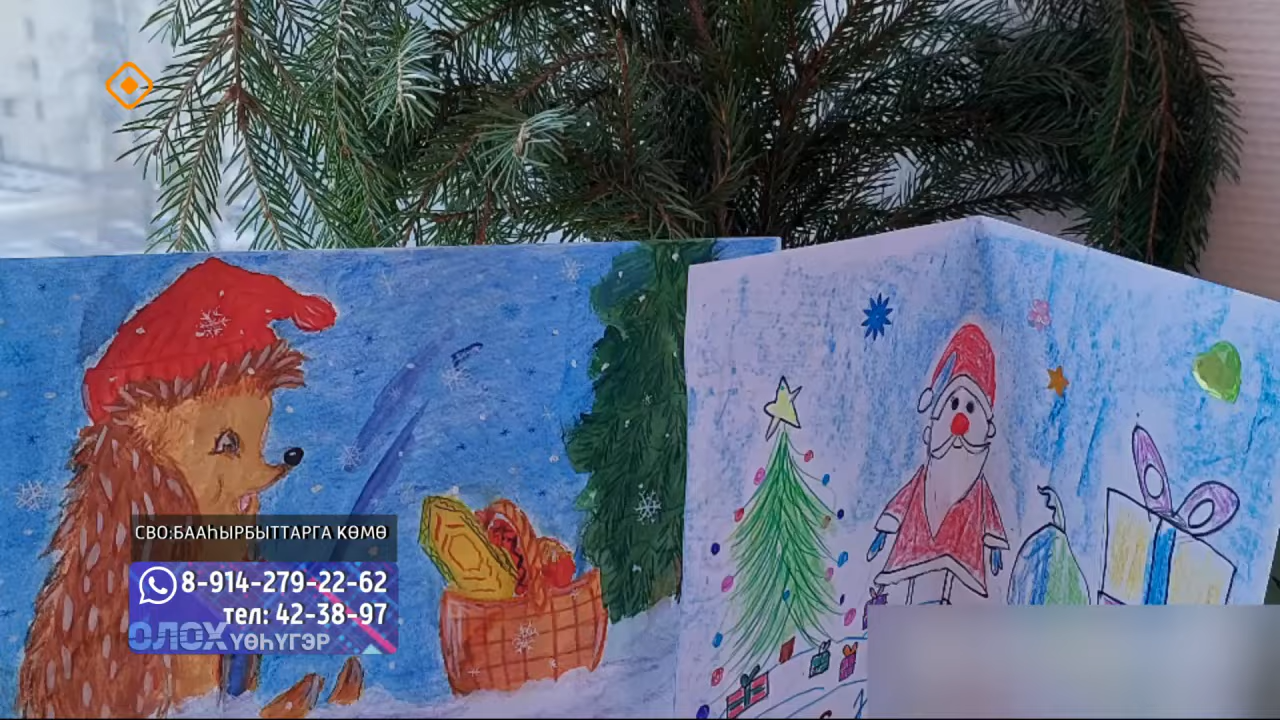 СВО:БААҺЫРБЫТТАРГА КӨМӨ
8-914-279-22-62
тел: 42-38-97
ОЛОХ ҮӨҺҮГЭР